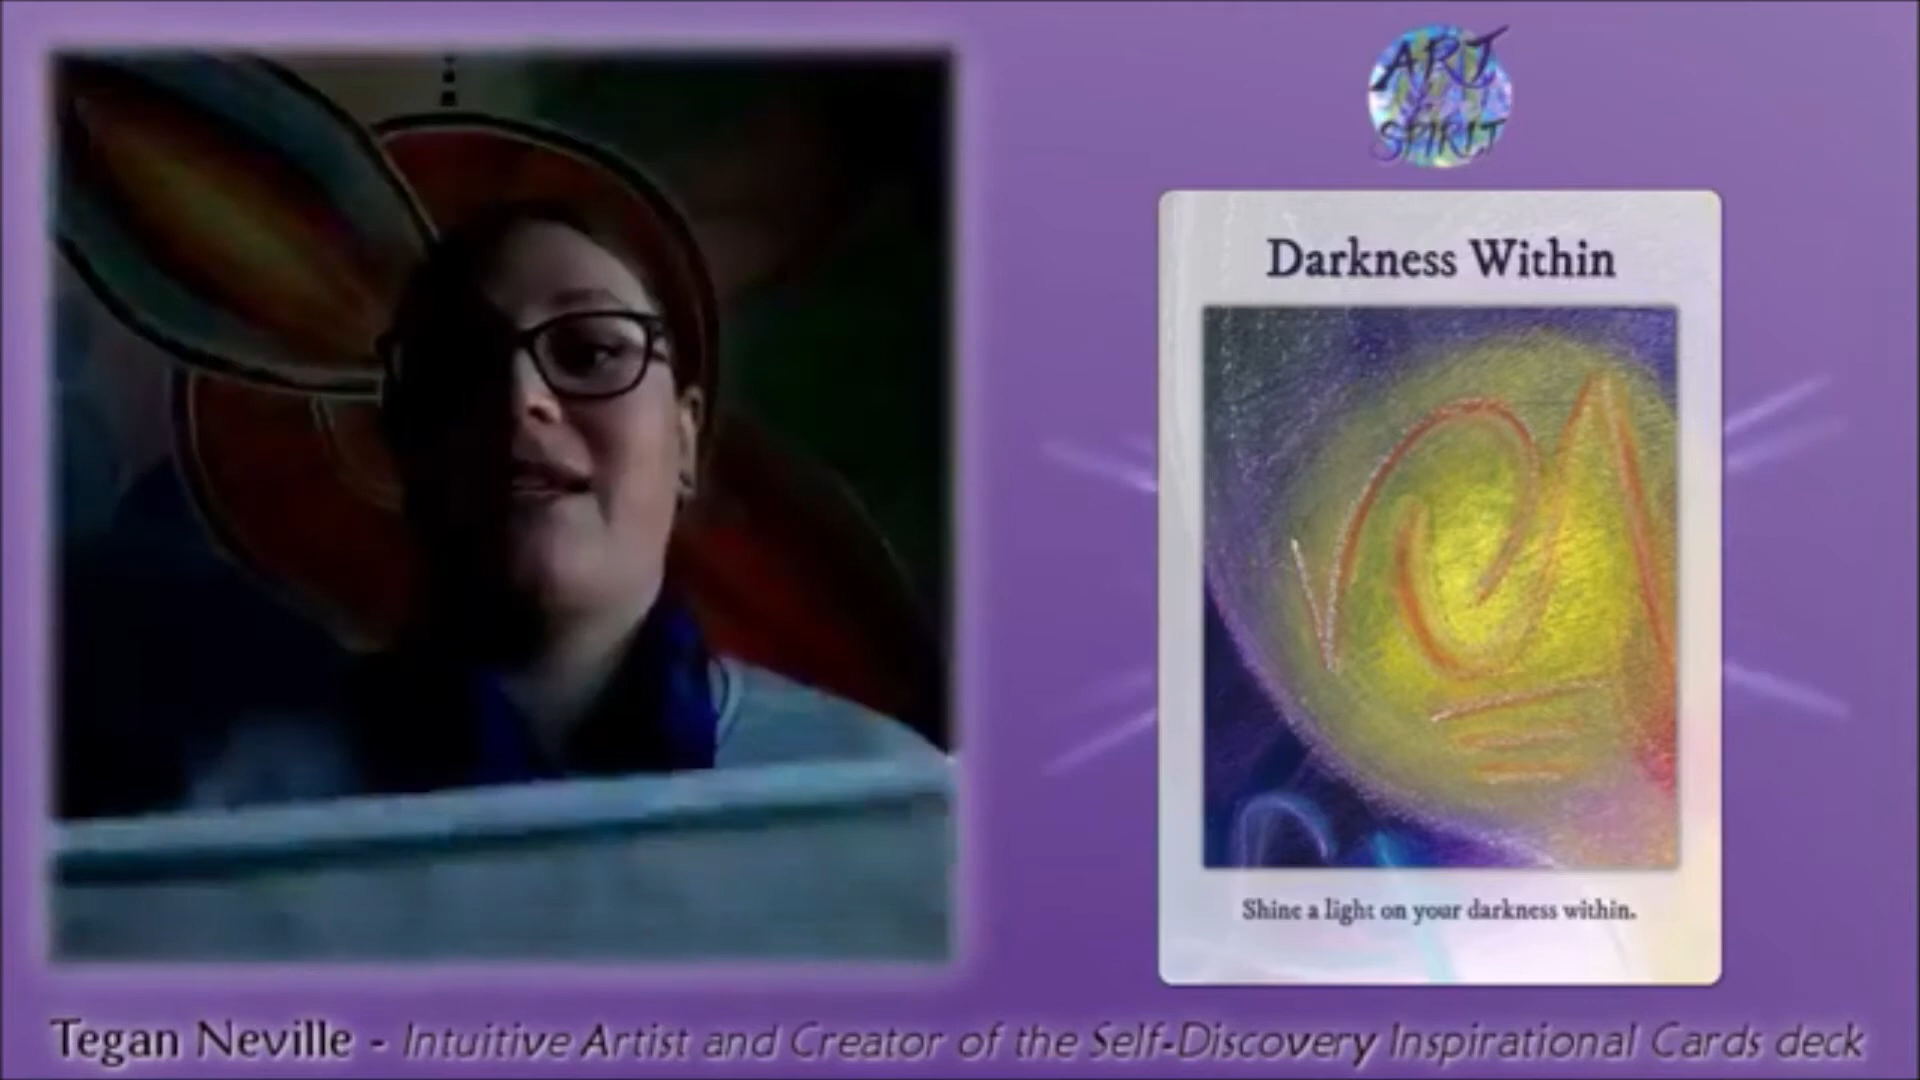 ART
SPIRIT
Darkness Within
Shine a light on your darkness within.
Tegan Neville - Intuitive Artist and Creator of the Self-Discovery Inspirational Cards deck